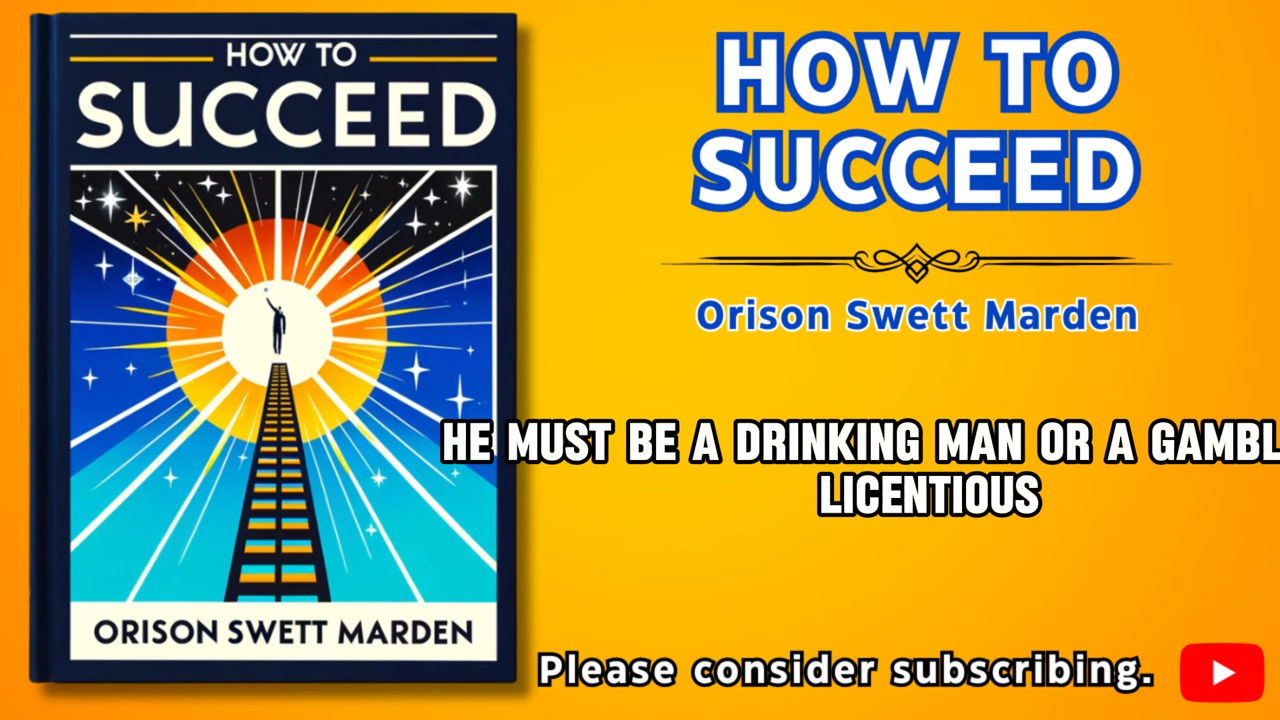 HOW TO
SUCCEED
ORISON SWETT MARDEN
HOW TO
SUCCEED
Orison Swett Marden
HE MUST BE A DRINKING MAN OR A GAMBL
LICENTIOUS
Please consider subscribing.